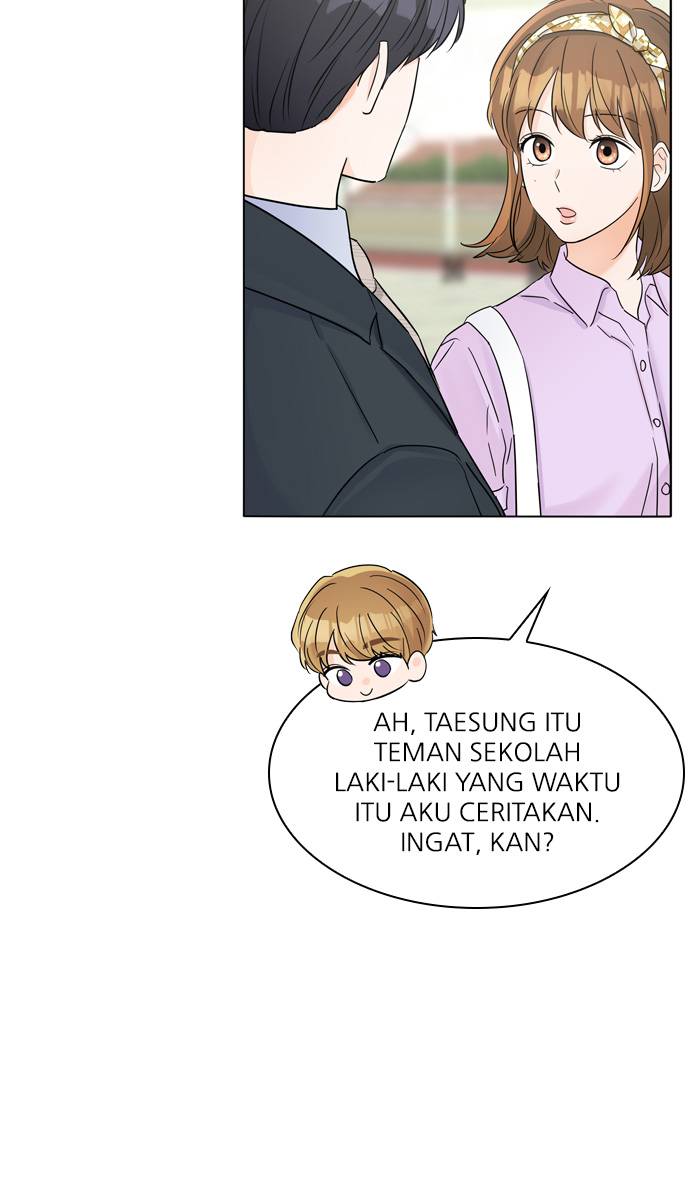 AH, TAESUNG ITU
TEMAN SEKOLAH
LAKI-LAKI YANG WAKTU
ITU AKU CERITAKAN.
INGAT, KAN?